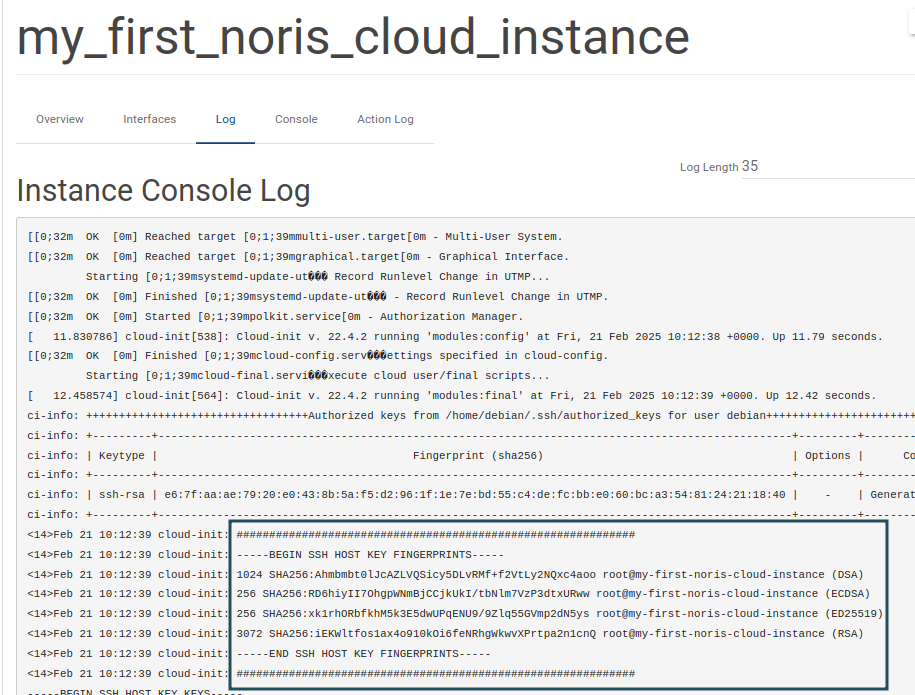 my_first_noris_cloud_instance
Overview Interfaces Log Console Action Log
Log Length 35
Instance Console Log
[[0;32m  OK  [0m] Reached target [0;1;39mmulti-user.target[0m - Multi-User System.
[[0;32m  OK  [0m] Reached target [0;1;39mgraphical.target[0m - Graphical Interface.
         Starting [0;1;39msystemd-update-ut��� Record Runlevel Change in UTMP...
[[0;32m  OK  [0m] Finished [0;1;39msystemd-update-ut��� - Record Runlevel Change in UTMP.
[[0;32m  OK  [0m] Started [0;1;39mpolkit.service[0m - Authorization Manager.
[   11.830786] cloud-init[538]: Cloud-init v. 22.4.2 running 'modules:config' at Fri, 21 Feb 2025 10:12:38 +0000. Up 11.79 seconds.
[[0;32m  OK  [0m] Finished [0;1;39mcloud-config.serv���ettings specified in cloud-config.
         Starting [0;1;39mcloud-final.servi���xecute cloud user/final scripts...
[   12.458574] cloud-init[564]: Cloud-init v. 22.4.2 running 'modules:final' at Fri, 21 Feb 2025 10:12:39 +0000. Up 12.42 seconds.
ci-info: ++++++++++++++++++++++++++++++++++Authorized keys from /home/debian/.ssh/authorized_keys for user debian+++++++++++++++++++++++
ci-info: +---------+-------------------------------------------------------------------------------------------------+---------+--------
ci-info: | Keytype |                                       Fingerprint (sha256)                                      | Options |      Co
ci-info: +---------+-------------------------------------------------------------------------------------------------+---------+--------
ci-info: | ssh-rsa | e6:7f:aa:ae:79:20:e0:43:8b:5a:f5:d2:96:1f:1e:7e:bd:55:c4:de:fc:bb:e0:60:bc:a3:54:81:24:21:18:40 |    -    | Generat
ci-info: +---------+-------------------------------------------------------------------------------------------------+---------+--------
<14>Feb 21 10:12:39 cloud-init: #############################################################
<14>Feb 21 10:12:39 cloud-init: -----BEGIN SSH HOST KEY FINGERPRINTS-----
<14>Feb 21 10:12:39 cloud-init: 1024 SHA256:Ahmbmbt0lJcAZLVQSicy5DLvRMf+f2VtLy2NQxc4aoo root@my-first-noris-cloud-instance (DSA)
<14>Feb 21 10:12:39 cloud-init: 256 SHA256:RD6hiyII7OhgpWNmBjCCjkUkI/tbNlm7VzP3dtxURww root@my-first-noris-cloud-instance (ECDSA)
<14>Feb 21 10:12:39 cloud-init: 256 SHA256:xk1rhORbfkhM5k3E5dwUPqENU9/9Zlq55GVmp2dN5ys root@my-first-noris-cloud-instance (ED25519)
<14>Feb 21 10:12:39 cloud-init: 3072 SHA256:iEKWltfos1ax4o910kOi6feNRhgWkwvXPrtpa2n1cnQ root@my-first-noris-cloud-instance (RSA)
<14>Feb 21 10:12:39 cloud-init: -----END SSH HOST KEY FINGERPRINTS-----
<14>Feb 21 10:12:39 cloud-init: #############################################################
-----BEGIN SSH HOST KEY KEYS-----